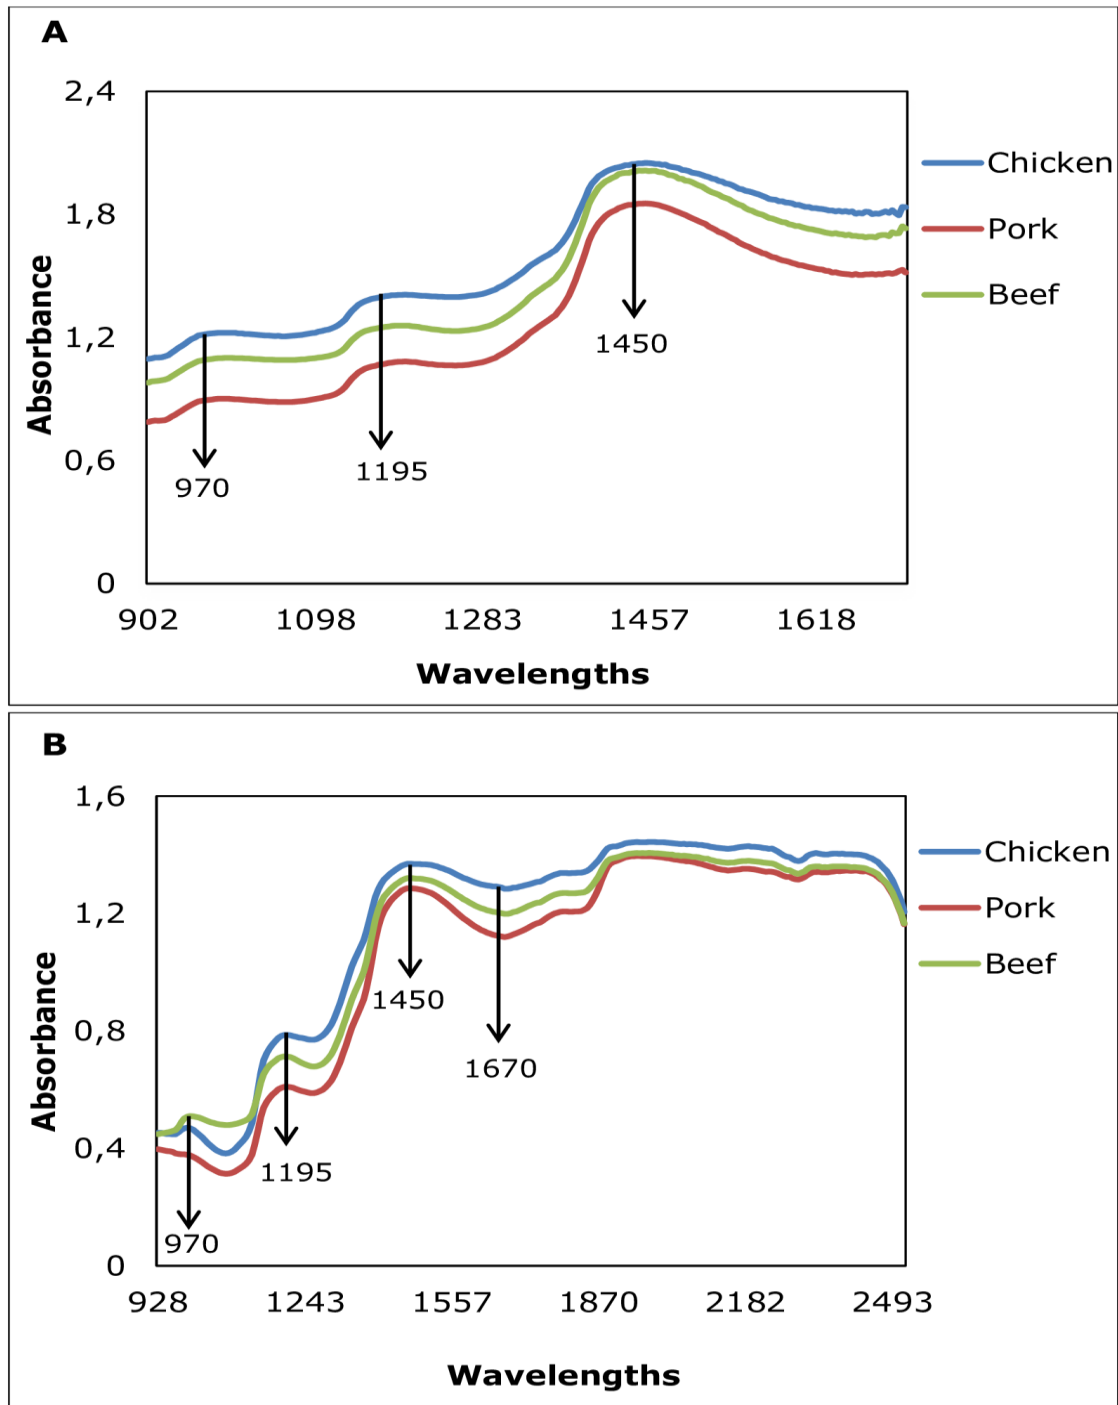 A
2,4
1,8
1,2
0,6
0
Absorbance
970
1195
1450
902 1098 1283 1457 1618
Wavelengths
Chicken
Pork
Beef
B
1,6
1,2
0,8
0,4
0
Absorbance
970
1195
1450
1670
928 1243 1557 1870 2182 2493
Wavelengths
Chicken
Pork
Beef